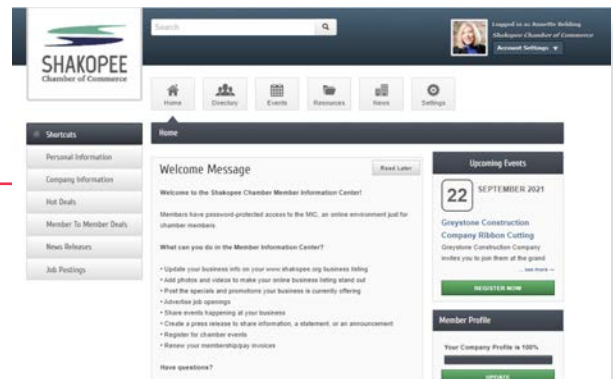 Search
Logged in as Annette Belding
Shakopee Chamber of Commerce
Account Settings ▼
SHAKOPEE
Chamber of Commerce
Home
Directory
Events
Resources
News
Settings
Shortcuts
Personal Information
Company Information
Hot Deals
Member To Member Deals
News Releases
Job Postings
Home
Welcome Message
Read Later
Welcome to the Shakopee Chamber Member Information Center!
Members have password-protected access to the MIC, an online environment just for
chamber members.
What can you do in the Member Information Center?
• Update your business info on your www.shakopee.org business listing
• Add photos and videos to make your online business listing stand out
• Post the specials and promotions your business is currently offering
• Advertise job openings
• Share events happening at your business
• Create a press release to share information, a statement, or an announcement
• Register for chamber events
• Renew your membership/pay invoices
Have questions?
Upcoming Events
22
SEPTEMBER 2021
Greystone Construction
Company Ribbon Cutting
Greystone Construction Company
invites you to join them at the grand
... see more
REGISTER NOW
Member Profile
Your Company Profile is 100%
UPDATE